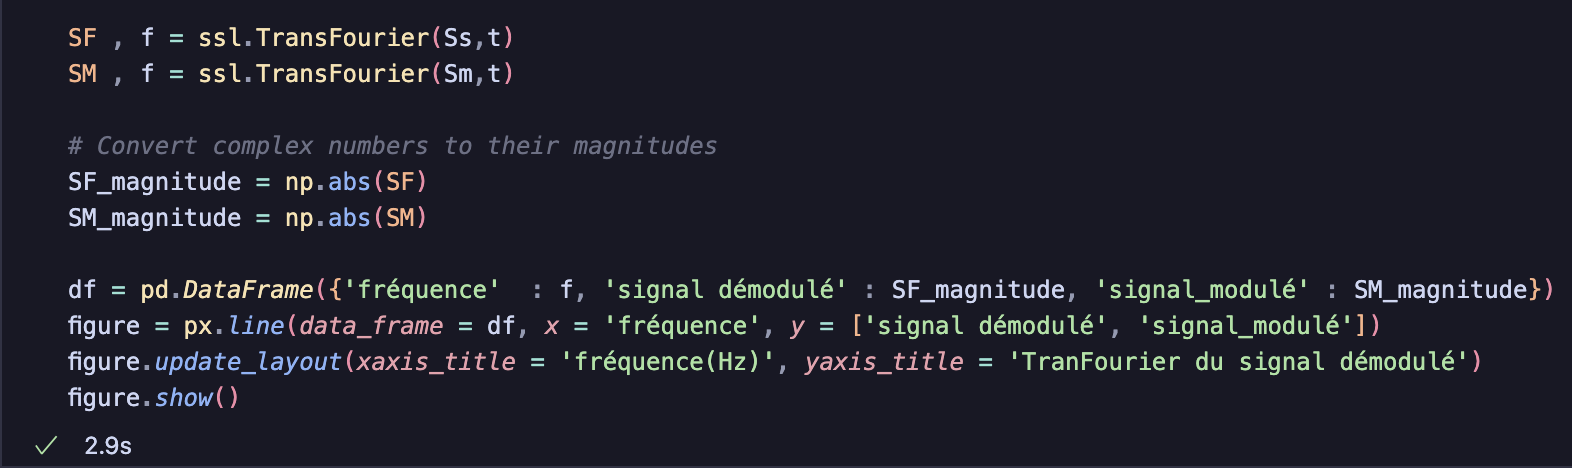 SF , f = ssl.TransFourier(Ss,t)
SM , f = ssl.TransFourier(Sm,t)
# Convert complex numbers to their magnitudes
SF_magnitude = np.abs(SF)
SM_magnitude = np.abs(SM)
df = pd.DataFrame({'fréquence'  : f, 'signal démodulé' : SF_magnitude, 'signal_modulé' : SM_magnitude})
figure = px.line(data_frame = df, x = 'fréquence', y = ['signal démodulé', 'signal_modulé'])
figure.update_layout(xaxis_title = 'fréquence(Hz)', yaxis_title = 'TranFourier du signal démodulé')
figure.show()
✓ 2.9s